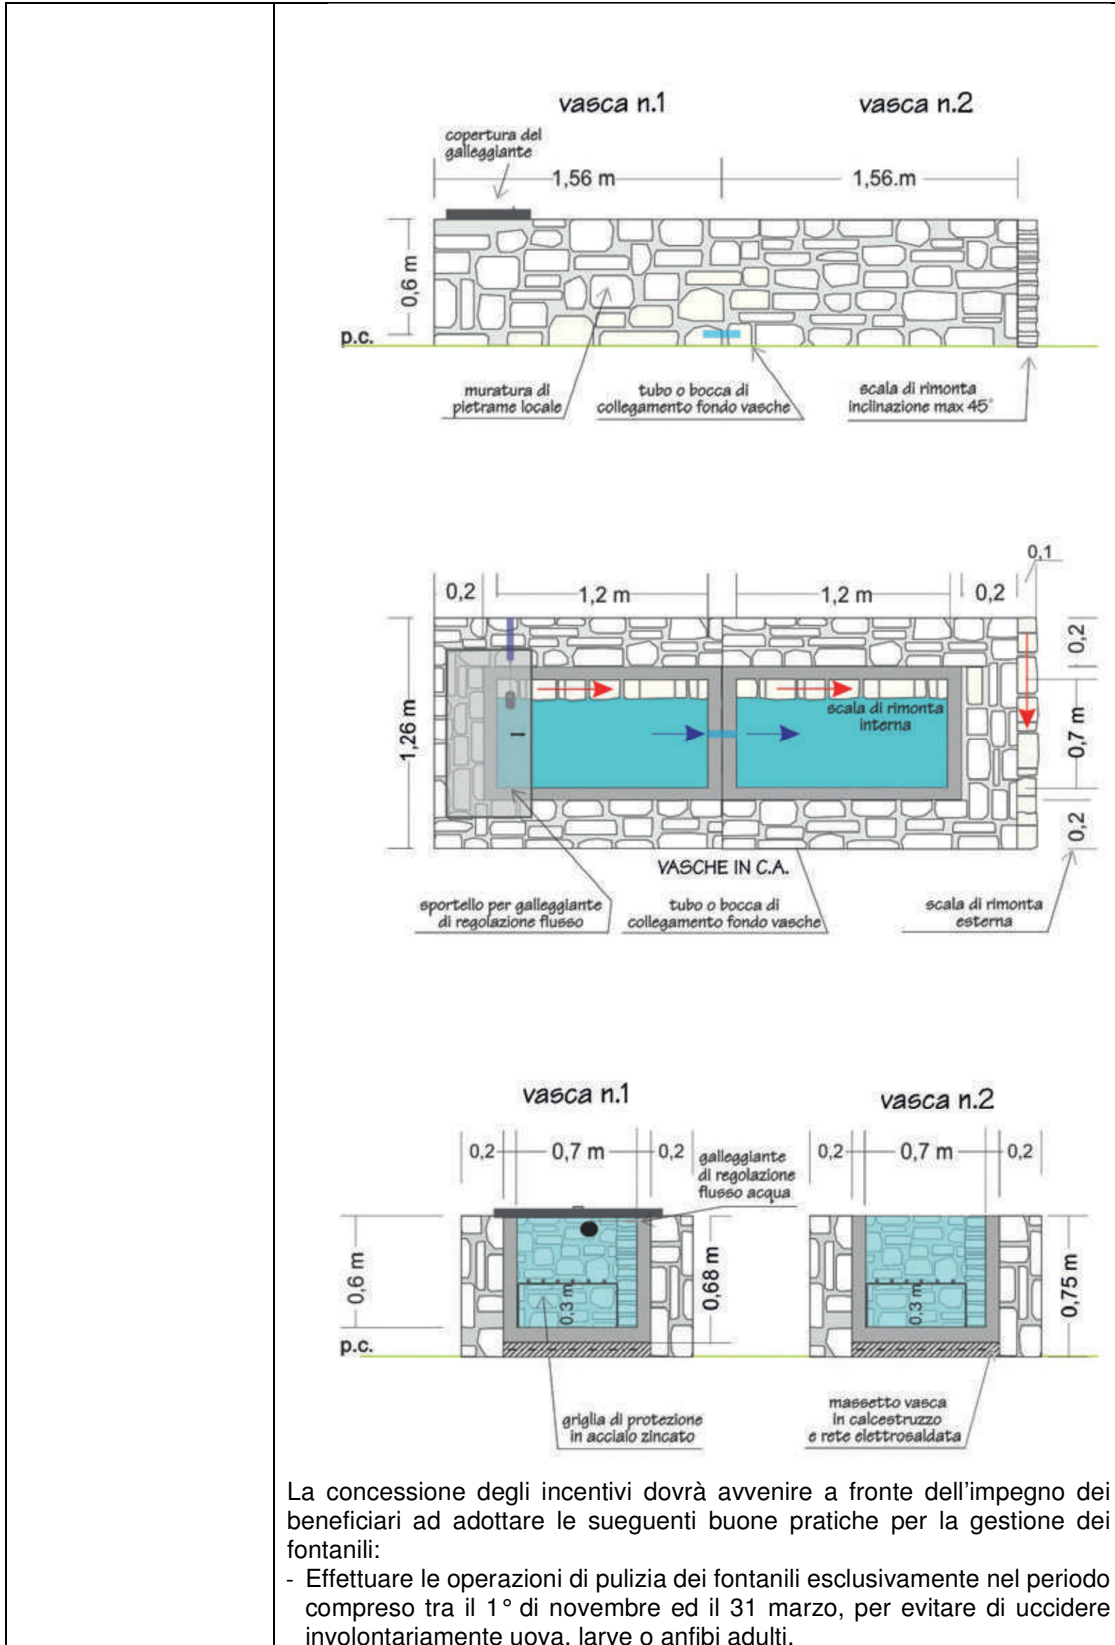 vasca n.1
vasca n.2
copertura del
galleggiante
1,56 m
1,56.m
0,6 m
p.c.
muratura di
pietrame locale
tubo o bocca di
collegamento fondo vasche
scala di rimonta
inclinazione max 45°
0,1
0,2
1,2 m
1,2 m
0,2
0,2
1,26 m
scala di rimonta
interna
0,7 m
0,2
VASCHE IN C.A.
sportello per galleggiante
di regolazione flusso
tubo o bocca di
collegamento fondo vasche
scala di rimonta
esterna
vasca n.1
vasca n.2
0,2
0,7 m
0,2
galleggiante
di regolazione
flusso acqua
0,2
0,7 m
0,2
0,6 m
0,3 m
0,68 m
0,3 m
0,75 m
p.c.
griglia di protezione
in acciaio zincato
massetto vasca
in calcestruzzo
e rete elettrosaldata
La concessione degli incentivi dovrà avvenire a fronte dell'impegno dei
beneficiari ad adottare le sueguenti buone pratiche per la gestione dei
fontanili:
- Effettuare le operazioni di pulizia dei fontanili esclusivamente nel periodo
compreso tra il 1° di novembre ed il 31 marzo, per evitare di uccidere
involontariamente uova, larve o anfibi adulti.